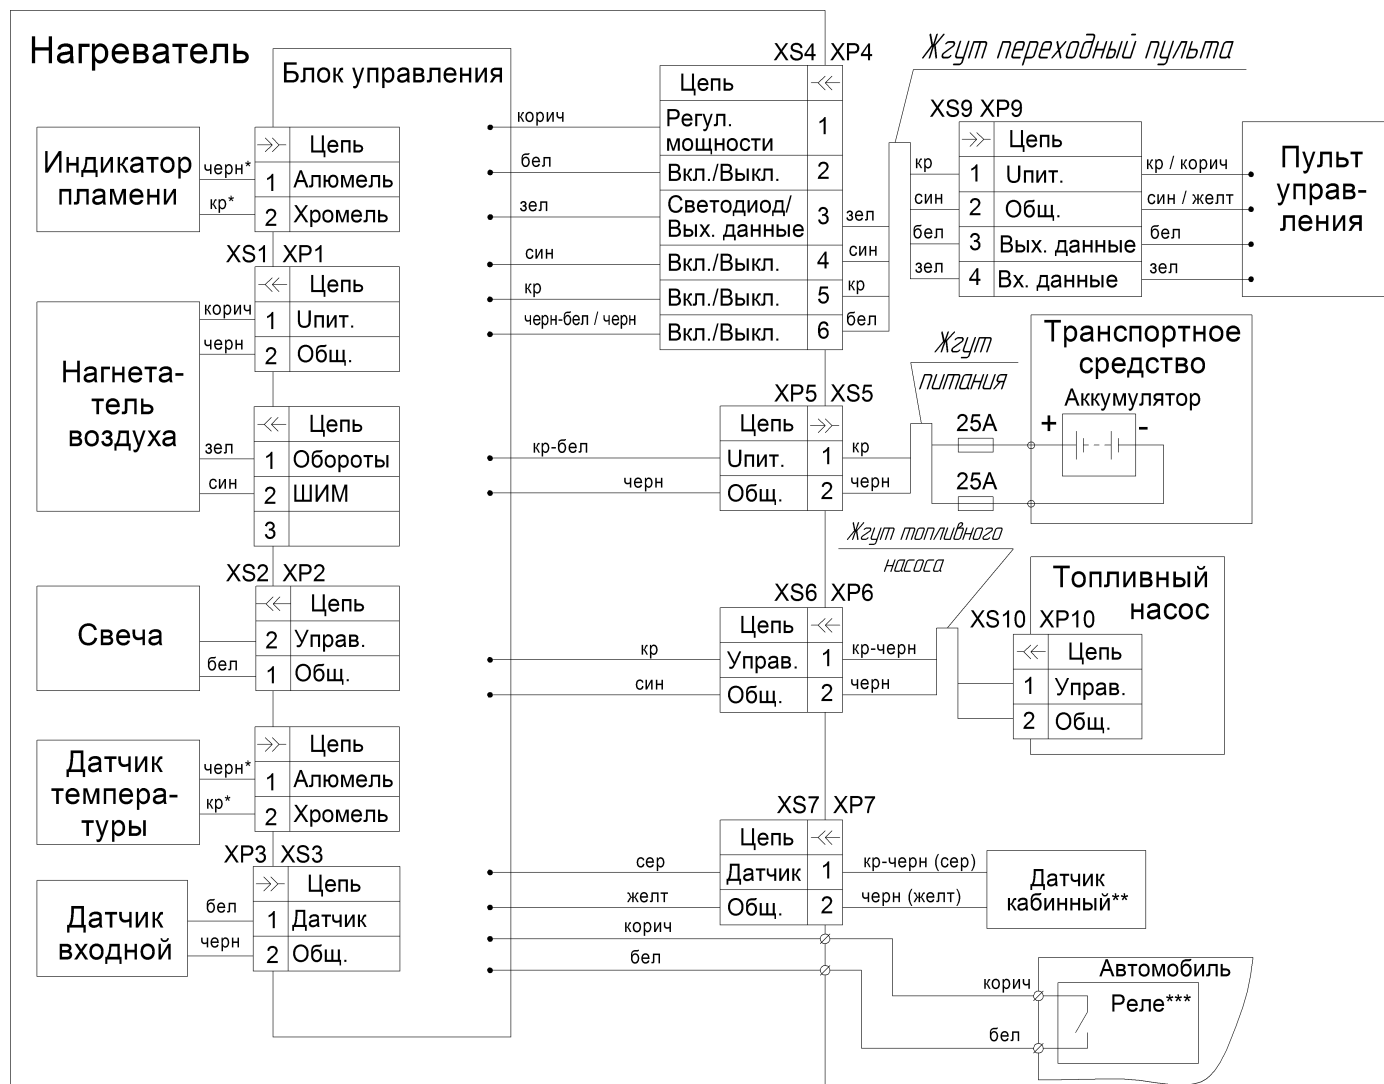 Нагреватель
Блок управления
Индикатор
пламени
черн*
кр*
Цепь
1 Алюмель
2 Хромель
XS1 XP1
Нагнета-
тель
воздуха
корич
черн
Цепь
1 Uпит.
2 Общ.
зел
син
Цепь
1 Обороты
2 ШИМ
3
XS2 XP2
Свеча
бел
Цепь
2 Управ.
1 Общ.
Датчик
темпера-
туры
черн*
кр*
Цепь
1 Алюмель
2 Хромель
XP3 XS3
Датчик
входной
бел
черн
Цепь
1 Датчик
2 Общ.
XS4 XP4
корич
бел
зел
син
кр
черн-бел / черн
Цепь
Регул.
мощности 1
Вкл./Выкл. 2
Светодиод/
Вых. данные 3
Вкл./Выкл. 4
Вкл./Выкл. 5
Вкл./Выкл. 6
зел
син
кр
бел
Жгут переходный пульта
XS9 XP9
кр
син
бел
зел
Цепь
1 Uпит.
2 Общ.
3 Вых. данные
4 Вх. данные
кр / корич
син / желт
бел
зел
Пульт
управ-
ления
XP5 XS5
кр-бел
черн
Цепь
Uпит. 1
Общ. 2
кр
черн
Жгут
питания
25А
25А
Транспортное
средство
Аккумулятор
+ -
XS6 XP6
кр
син
Цепь
Управ. 1
Общ. 2
кр-черн
черн
Жгут топливного
насоса
Топливный
насос
XS10 XP10
Цепь
1 Управ.
2 Общ.
XS7 XP7
сер
желт
Цепь
Датчик 1
Общ. 2
кр-черн (сер)
черн (желт)
Датчик
кабинный**
корич
бел
корич
бел
Автомобиль
Реле***